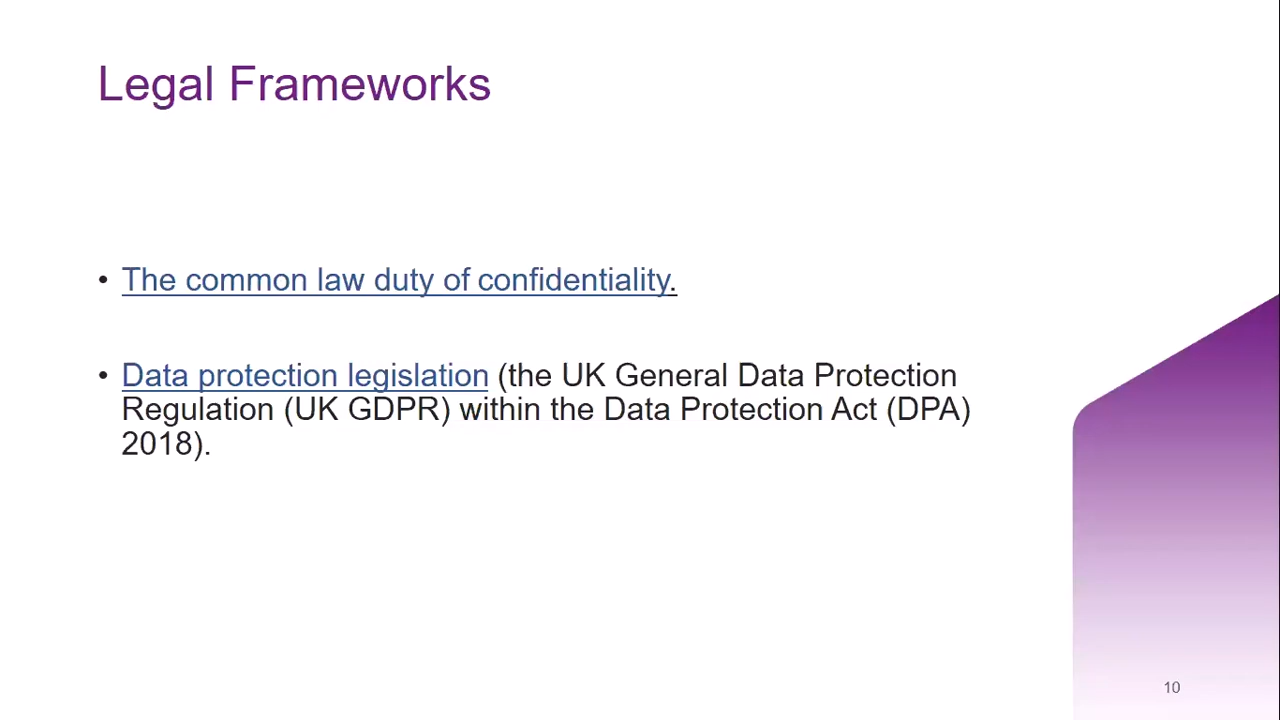 Legal Frameworks
• The common law duty of confidentiality.
• Data protection legislation (the UK General Data Protection
Regulation (UK GDPR) within the Data Protection Act (DPA)
2018).
10